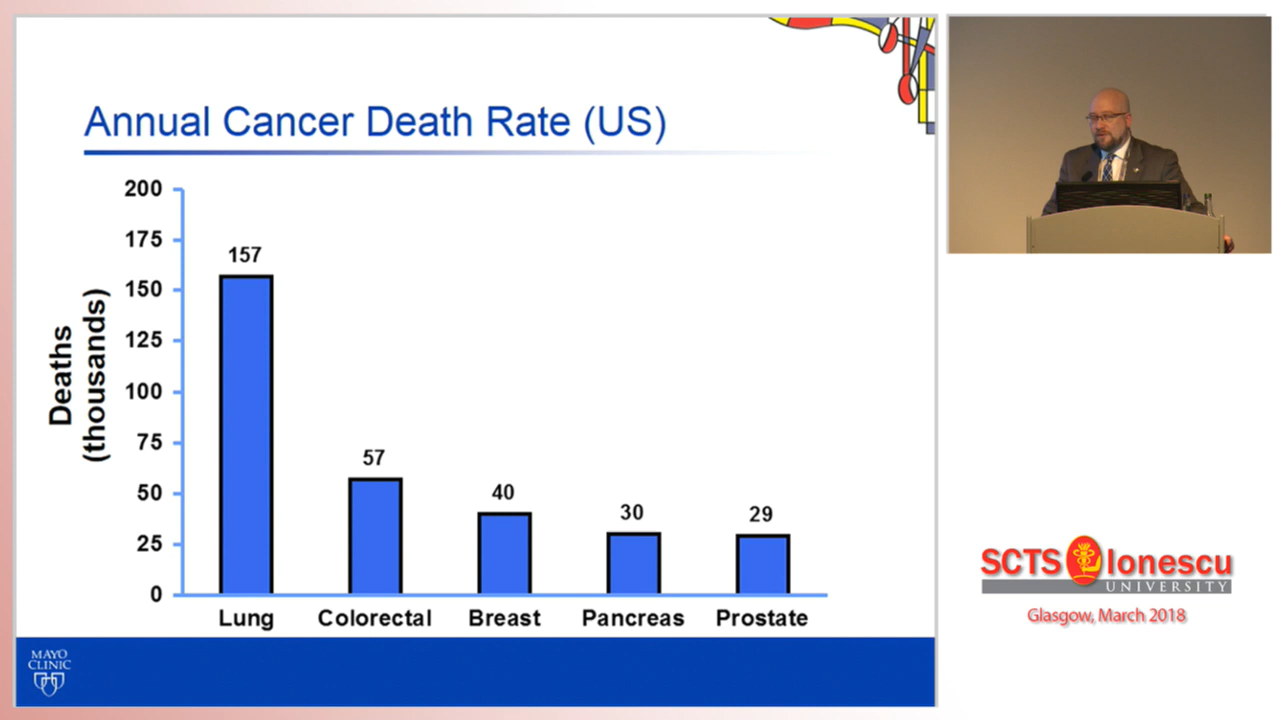 Annual Cancer Death Rate (US)
Deaths
(thousands)
200
175
150
125
100
75
50
25
0
157
57
40
30
29
Lung Colorectal Breast Pancreas Prostate
MAYO
CLINIC
SCTS Ionescu
UNIVERSITY
Glasgow, March 2018